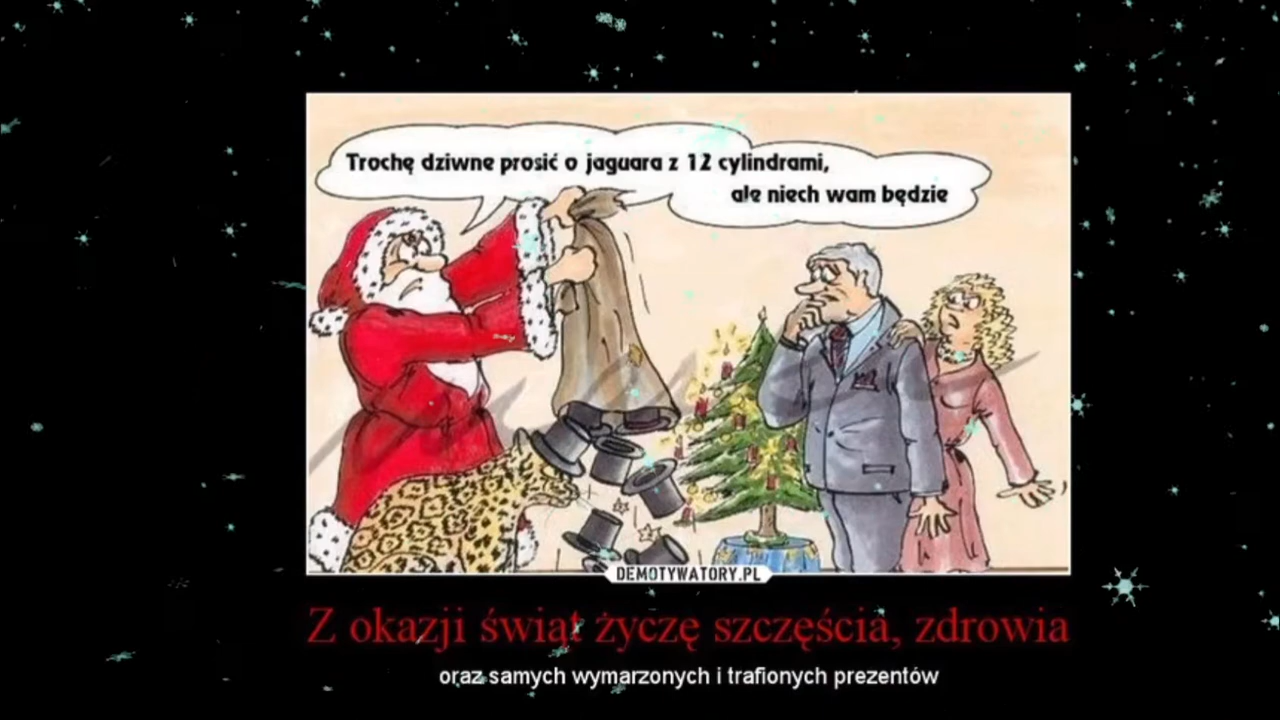 Trochę dziwne prosić o jaguara z 12 cylindrami,
ale niech wam będzie
DEMOTYWATORY.PL
Z okazji świąt życzę szczęścia, zdrowia
oraz samych wymarzonych i trafionych prezentów